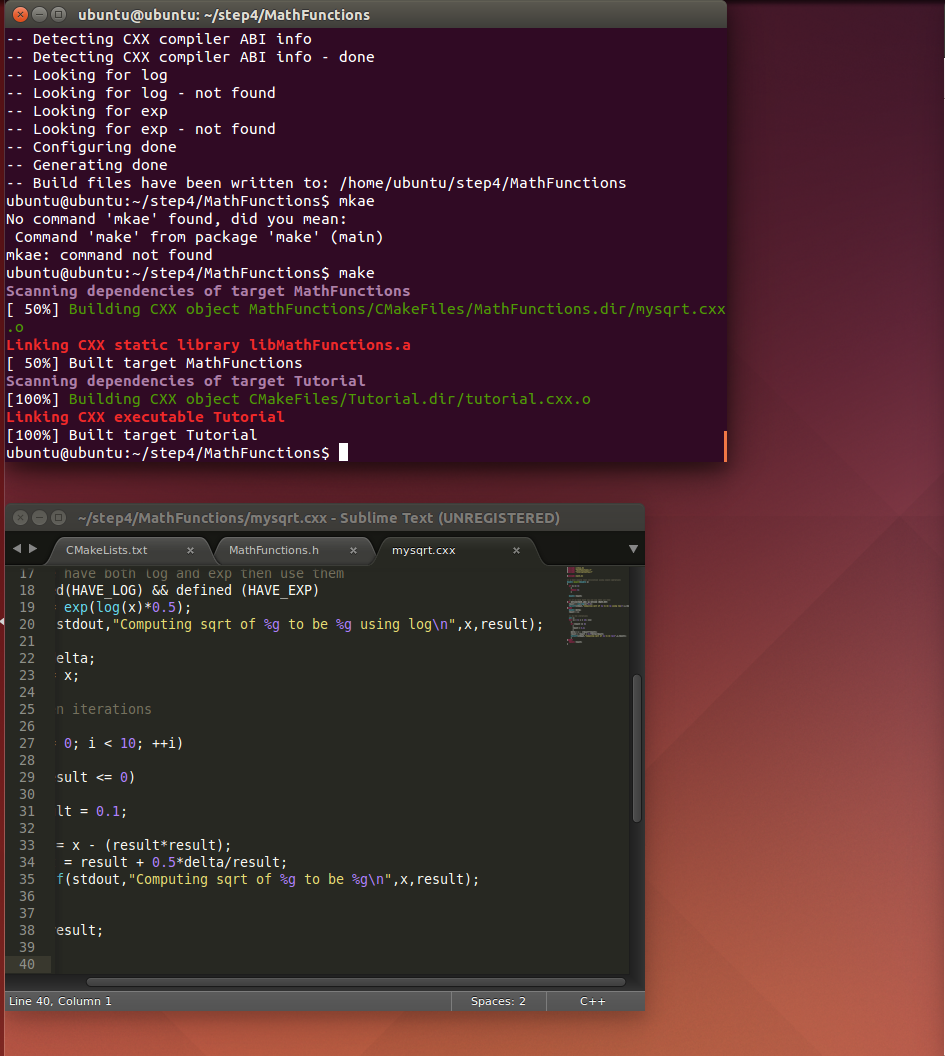 ubuntu@ubuntu: ~/step4/MathFunctions
-- Detecting CXX compiler ABI info
-- Detecting CXX compiler ABI info - done
-- Looking for log
-- Looking for log - not found
-- Looking for exp
-- Looking for exp - not found
-- Configuring done
-- Generating done
-- Build files have been written to: /home/ubuntu/step4/MathFunctions
ubuntu@ubuntu:~/step4/MathFunctions$ mkae
No command 'mkae' found, did you mean:
 Command 'make' from package 'make' (main)
mkae: command not found
ubuntu@ubuntu:~/step4/MathFunctions$ make
Scanning dependencies of target MathFunctions
[ 50%] Building CXX object MathFunctions/CMakeFiles/MathFunctions.dir/mysqrt.cxx
.o
Linking CXX static library libMathFunctions.a
[ 50%] Built target MathFunctions
Scanning dependencies of target Tutorial
[100%] Building CXX object CMakeFiles/Tutorial.dir/tutorial.cxx.o
Linking CXX executable Tutorial
[100%] Built target Tutorial
ubuntu@ubuntu:~/step4/MathFunctions$
~/step4/MathFunctions/mysqrt.cxx - Sublime Text (UNREGISTERED)
CMakeLists.txt × MathFunctions.h × mysqrt.cxx ×
17 have both log and exp then use them
18 d(HAVE_LOG) && defined (HAVE_EXP)
19 = exp(log(x)*0.5);
20 stdout,"Computing sqrt of %g to be %g using log\n",x,result);
21
22 elta;
23 = x;
24
25 n iterations
26
27 = 0; i < 10; ++i)
28
29 sult <= 0)
30
31 lt = 0.1;
32
33 = x - (result*result);
34 = result + 0.5*delta/result;
35 f(stdout,"Computing sqrt of %g to be %g\n",x,result);
36
37
38 esult;
39
40
Line 40, Column 1 Spaces: 2 C++